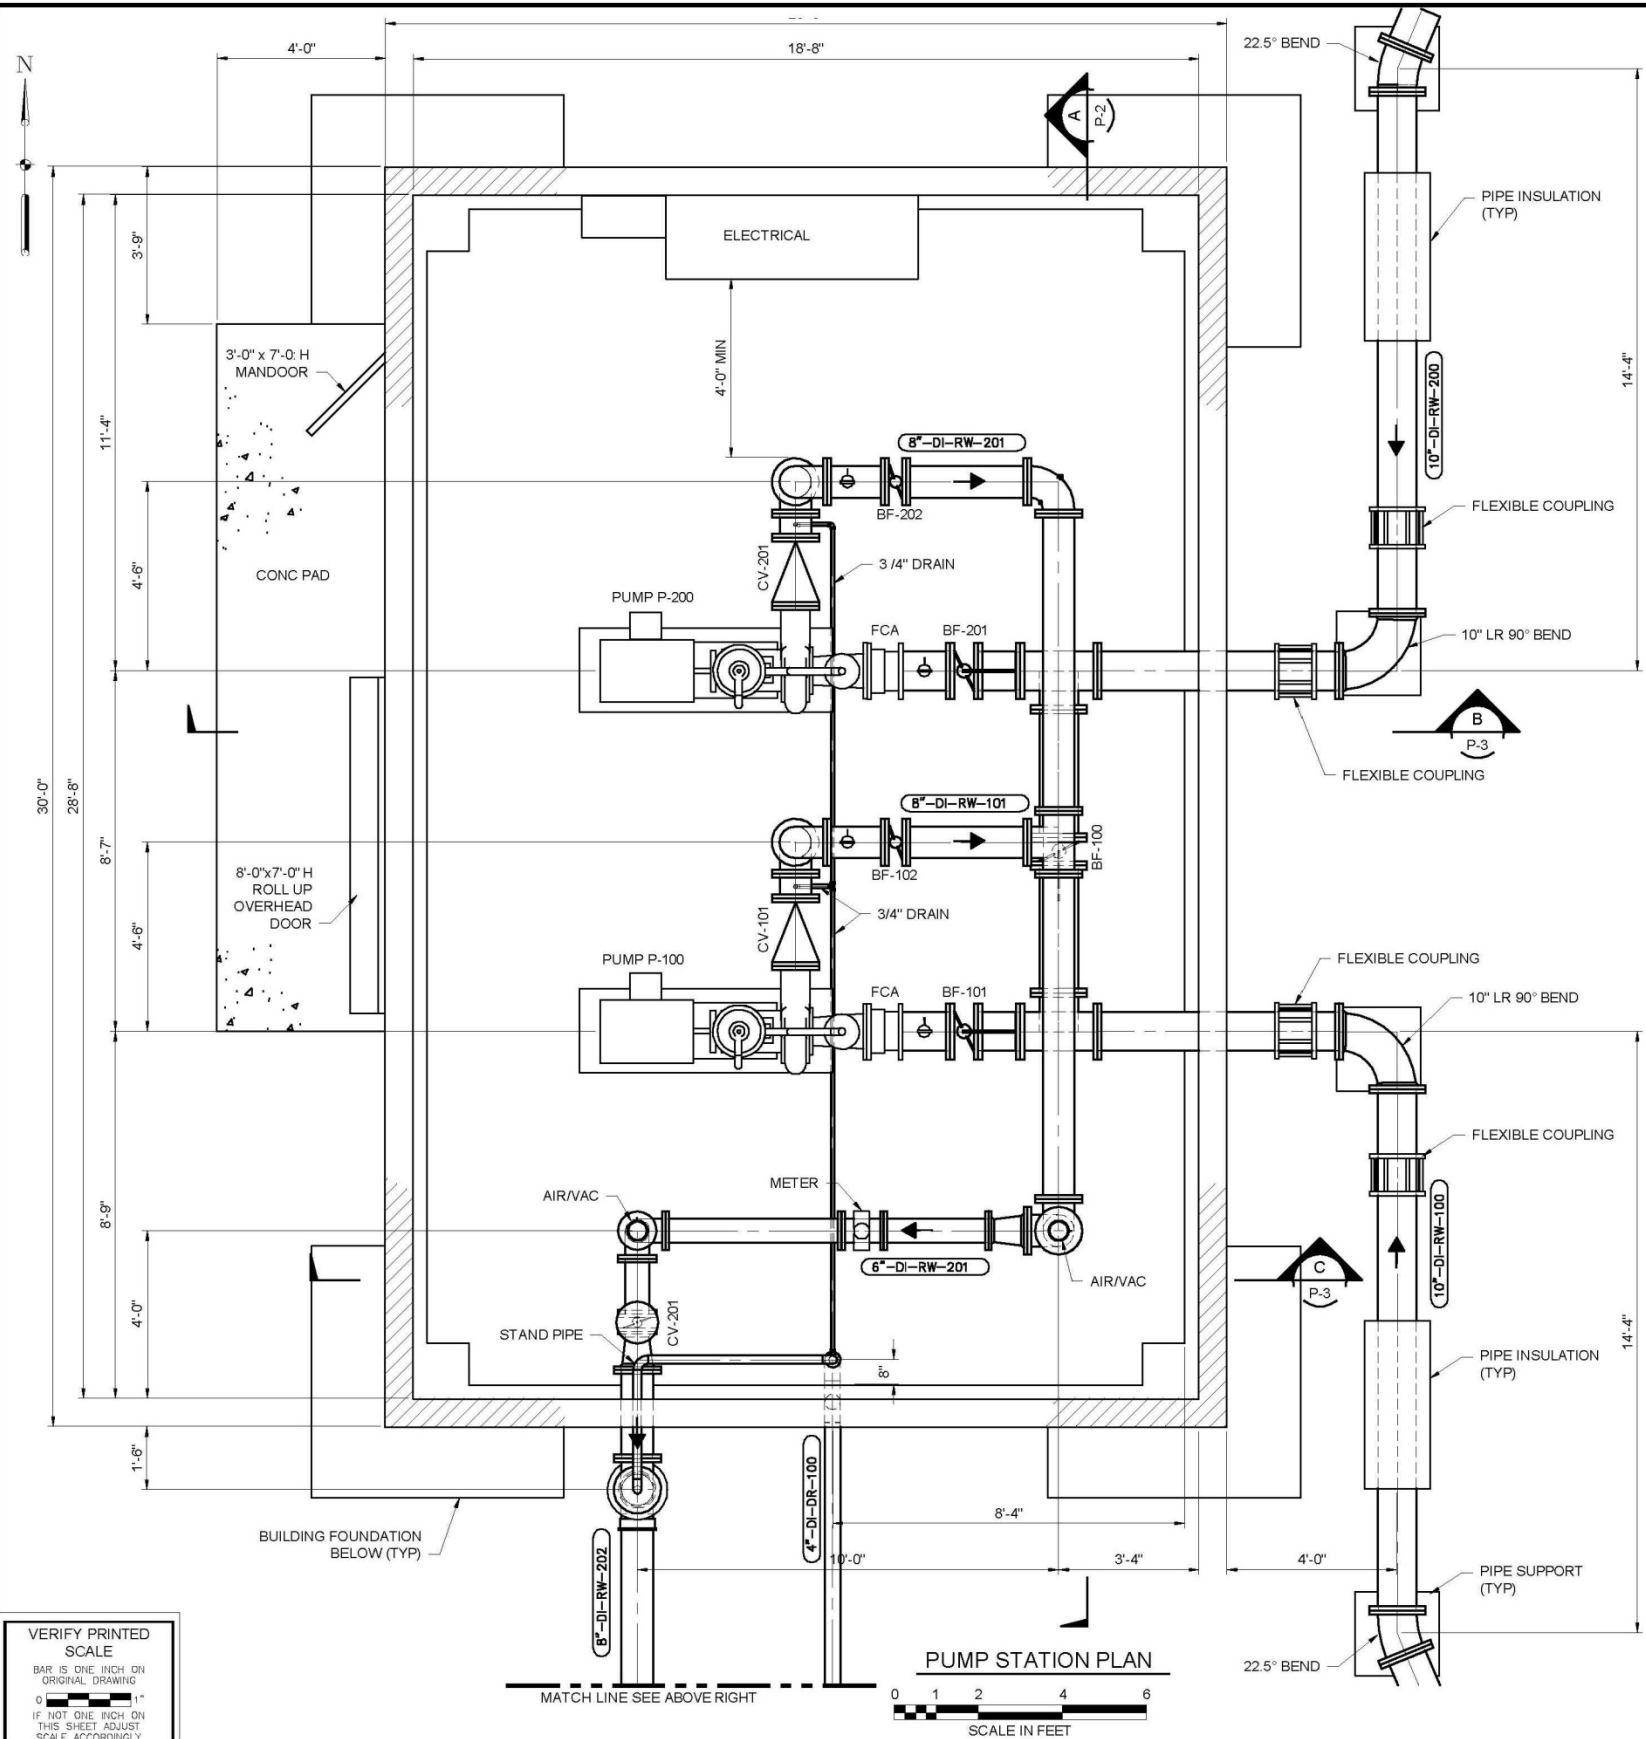 22.5° BEND
4'-0"
18'-8"
N
A
P-2
PIPE INSULATION
(TYP)
ELECTRICAL
3'-9"
3'-0" x 7'-0: H
MANDOOR
4'-0" MIN
14'-4"
10"-DI-RW-200
11'-4"
8"-DI-RW-201
BF-202
FLEXIBLE COUPLING
CONC PAD
4'-6"
CV-201
3 /4" DRAIN
PUMP P-200
FCA
BF-201
10" LR 90° BEND
B
P-3
FLEXIBLE COUPLING
30'-0"
28'-8"
8'-7"
8"-DI-RW-101
BF-100
BF-102
8'-0"x7'-0" H
ROLL UP
OVERHEAD
DOOR
4'-6"
CV-101
3/4" DRAIN
PUMP P-100
FLEXIBLE COUPLING
FCA
BF-101
10" LR 90° BEND
FLEXIBLE COUPLING
METER
AIR/VAC
8'-9"
10"-DI-RW-100
6"-DI-RW-201
AIR/VAC
C
P-3
4'-0"
CV-201
STAND PIPE
8"
14'-4"
PIPE INSULATION
(TYP)
1'-6"
4"-DI-DR-100
8'-4"
BUILDING FOUNDATION
BELOW (TYP)
10'-0"
3'-4"
4'-0"
8"-DI-RW-202
PIPE SUPPORT
(TYP)
22.5° BEND
VERIFY PRINTED
SCALE
BAR IS ONE INCH ON
ORIGINAL DRAWING
0 1"
IF NOT ONE INCH ON
THIS SHEET ADJUST
SCALE ACCORDINGLY
MATCH LINE SEE ABOVE RIGHT
PUMP STATION PLAN
0 1 2 4 6
SCALE IN FEET